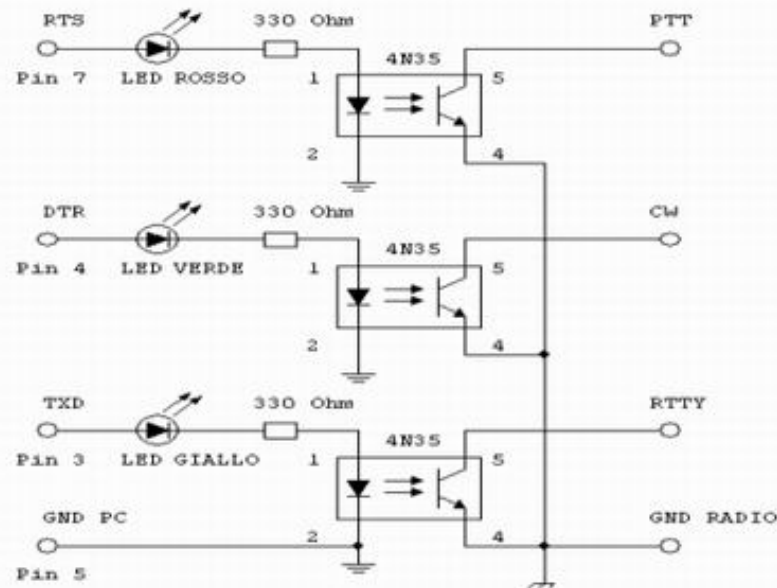 RTS 330 Ohm PTT
4N35
1 5
Pin 7 LED ROSSO
2 4
DTR 330 Ohm CW
4N35
1 5
Pin 4 LED VERDE
2 4
TXD 330 Ohm RTTY
4N35
1 5
Pin 3 LED GIALLO
GND PC 2 4 GND RADIO
Pin 5